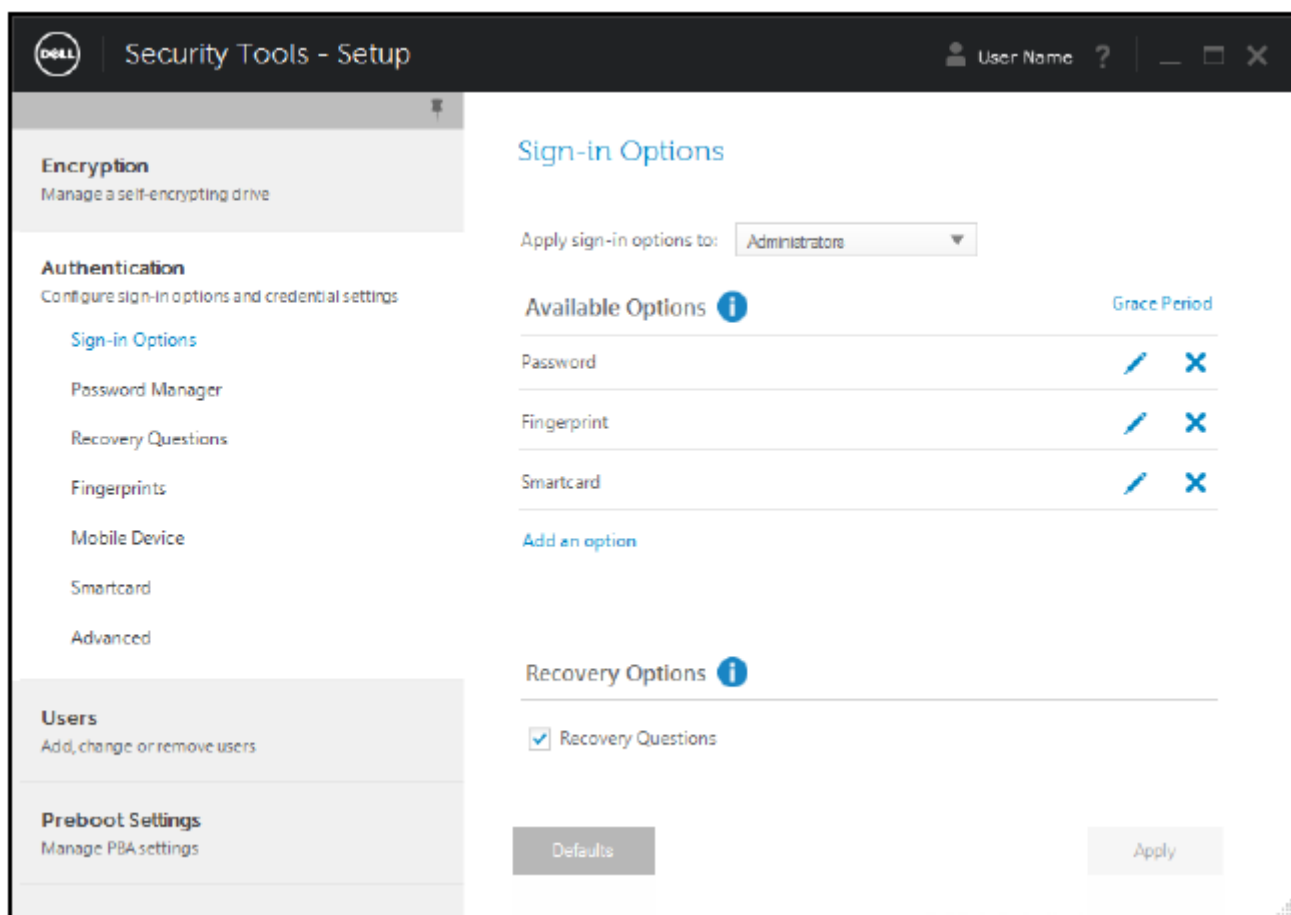 DELL
Security Tools - Setup
User Name ?
Encryption
Manage a self-encrypting drive
Authentication
Configure sign-in options and credential settings
Sign-in Options
Password Manager
Recovery Questions
Fingerprints
Mobile Device
Smartcard
Advanced
Users
Add, change or remove users
Preboot Settings
Manage PBA settings
Sign-in Options
Apply sign-in options to: Administrators
Available Options i
Grace Period
Password
Fingerprint
Smartcard
Add an option
Recovery Options i
Recovery Questions
Defaults
Apply